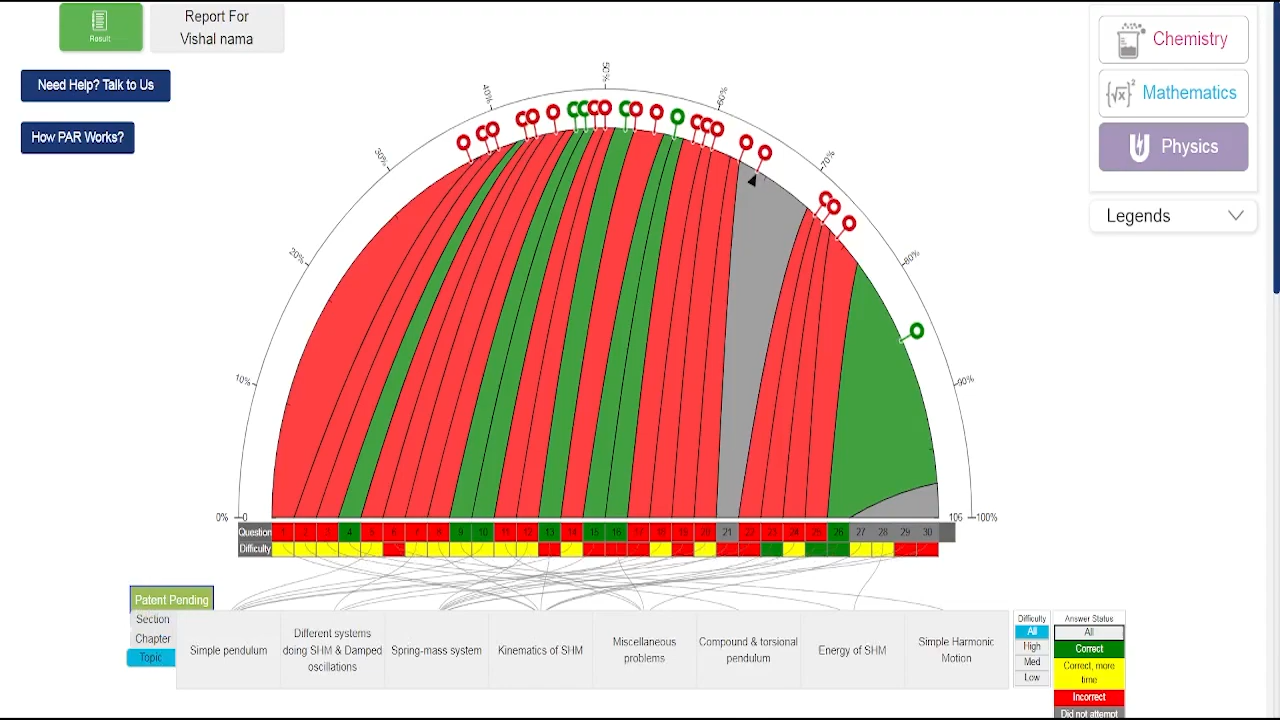 Result
Report For
Vishal nama
Need Help? Talk to Us
How PAR Works?
Chemistry
{√x}² Mathematics
Physics
Legends
0%
10%
20%
30%
40%
50%
60%
70%
80%
90%
100%
0
106
Question 1 2 3 4 5 6 7 8 9 10 11 12 13 14 15 16 17 18 19 20 21 22 23 24 25 26 27 28 29 30
Difficulty
Patent Pending
Section
Chapter
Topic
Simple pendulum
Different systems
doing SHM & Damped
oscillations
Spring-mass system
Kinematics of SHM
Miscellaneous
problems
Compound & torsional
pendulum
Energy of SHM
Simple Harmonic
Motion
Difficulty
All
High
Med
Low
Answer Status
All
Correct
Correct, more
time
Incorrect
Did not attempt